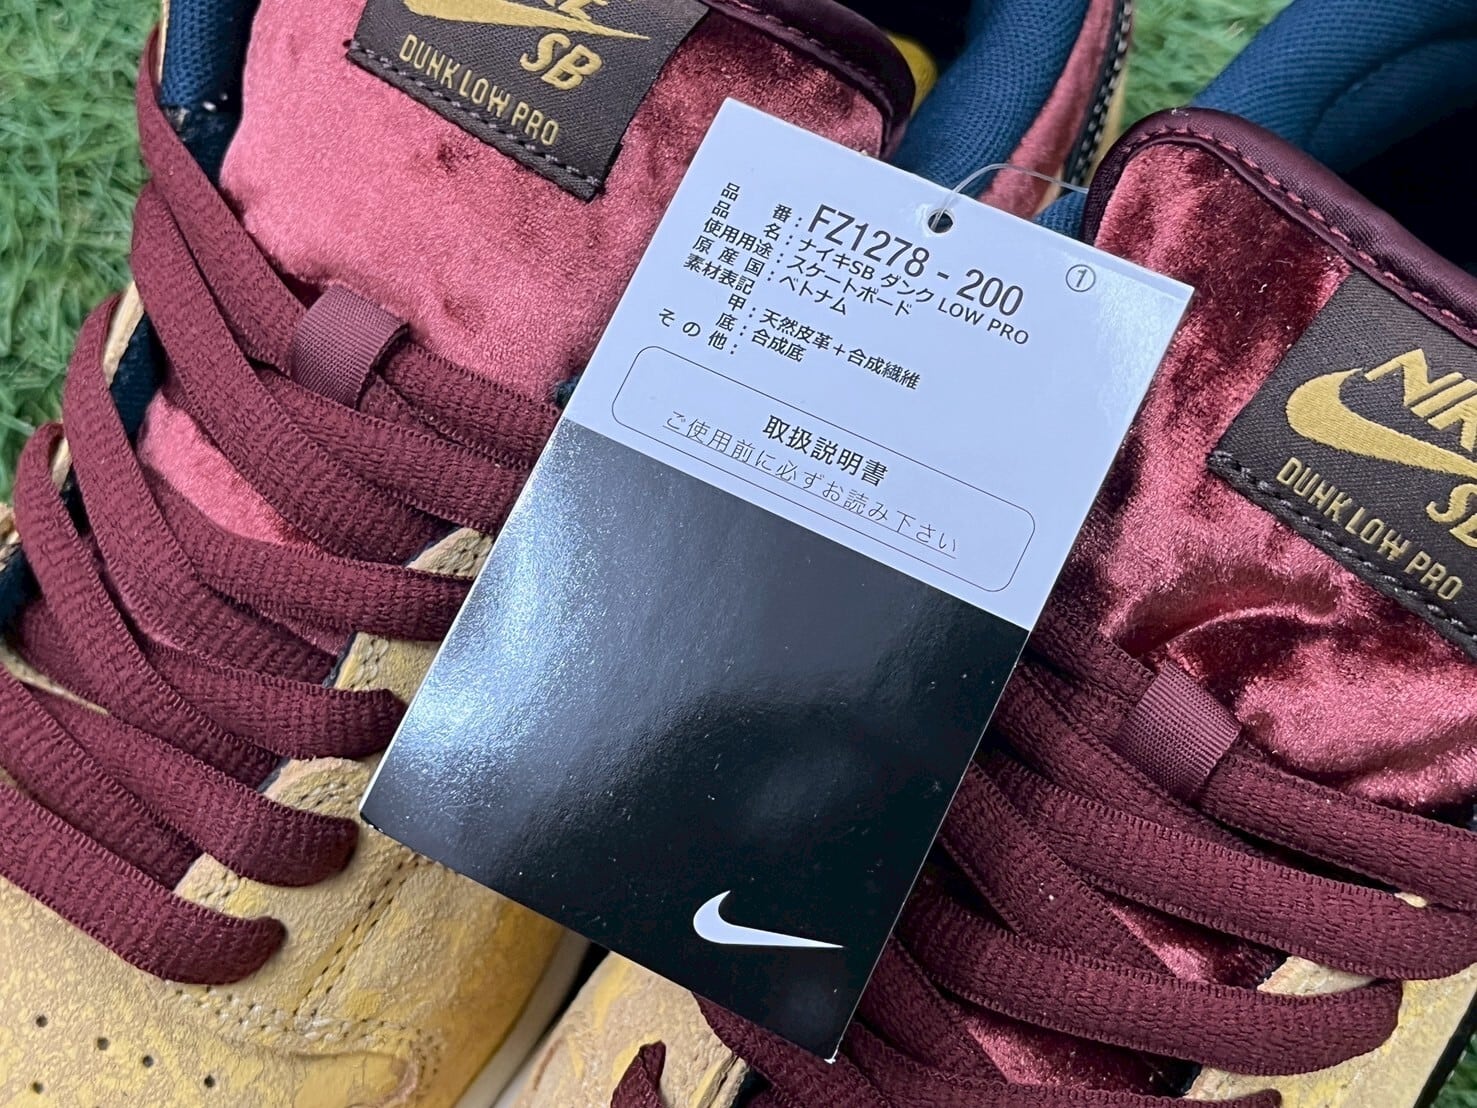 SB
DUNK LOW PRO
品　　番：FZ1278 - 200
品　　名：ナイキSB ダンク LOW PRO
使用用途：スケートボード
原 産 国：ベトナム
素材表記
甲：天然皮革＋合成繊維
底：合成底
そ の 他：
①
取扱説明書
ご使用前に必ずお読み下さい
DUNK LOW PRO